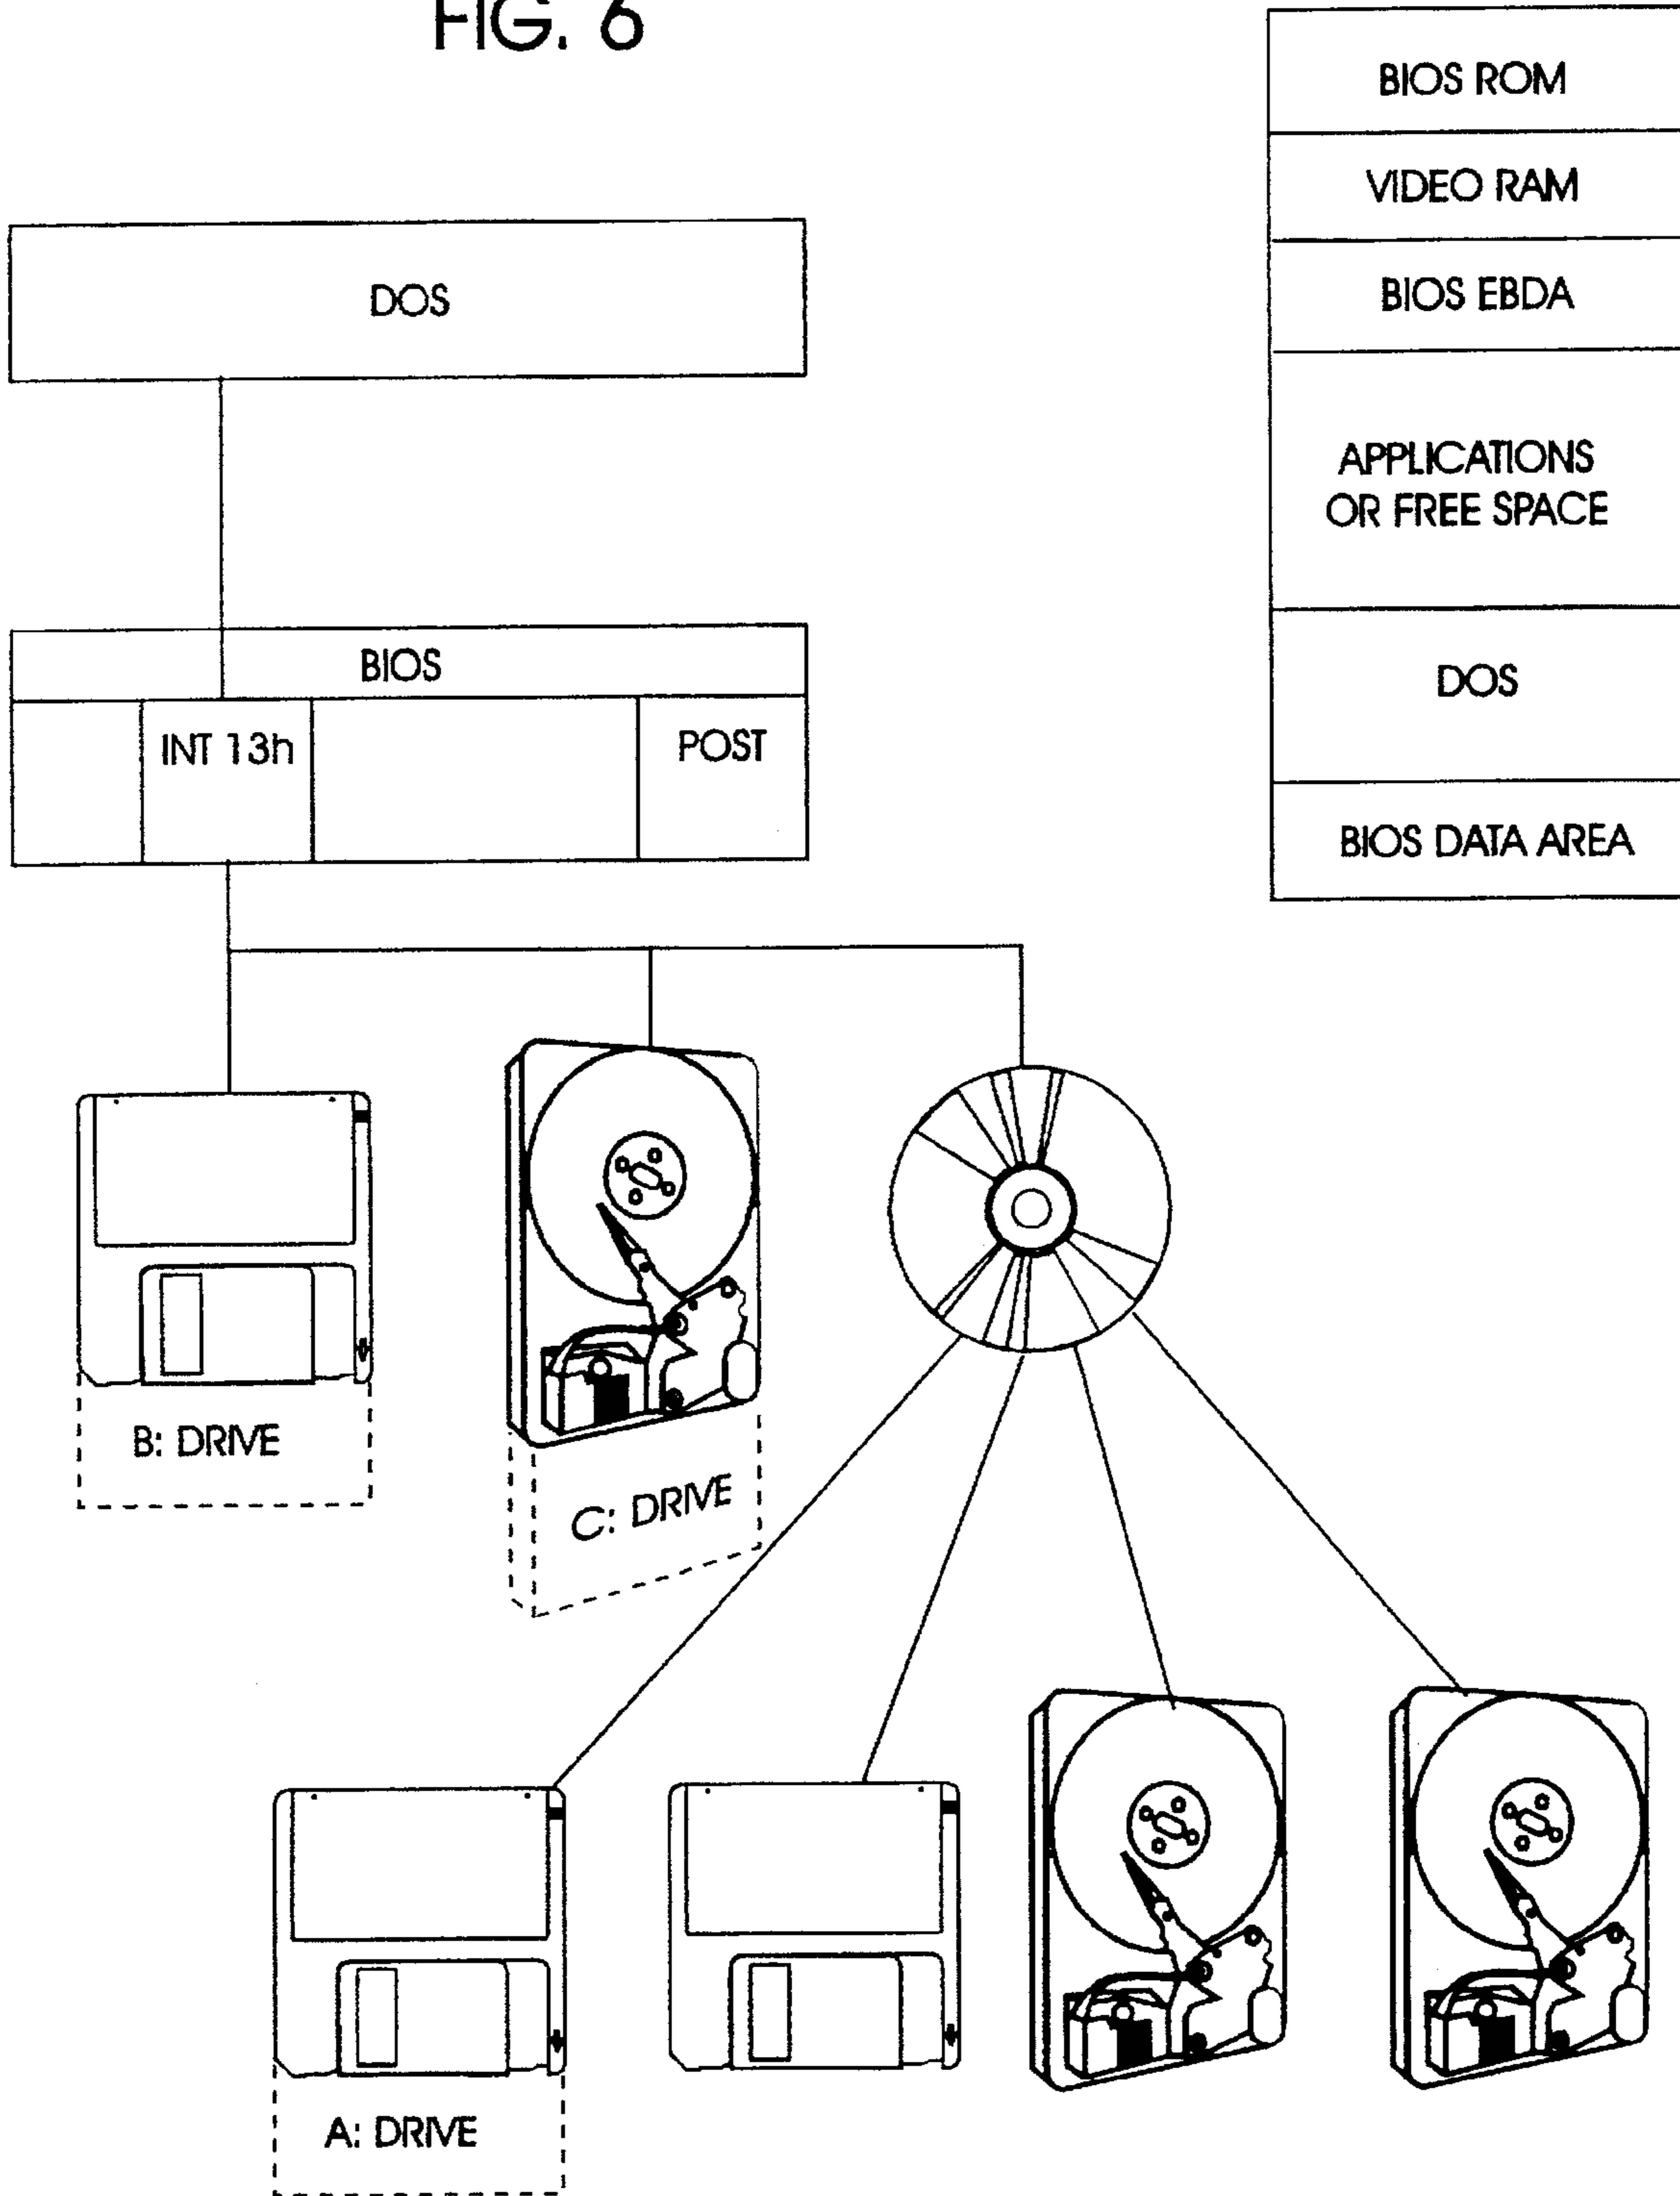 FIG. 6
BIOS ROM
VIDEO RAM
BIOS EBDA
APPLICATIONS
OR FREE SPACE
DOS
BIOS DATA AREA
DOS
BIOS
INT 13h
POST
B: DRIVE
C: DRIVE
A: DRIVE